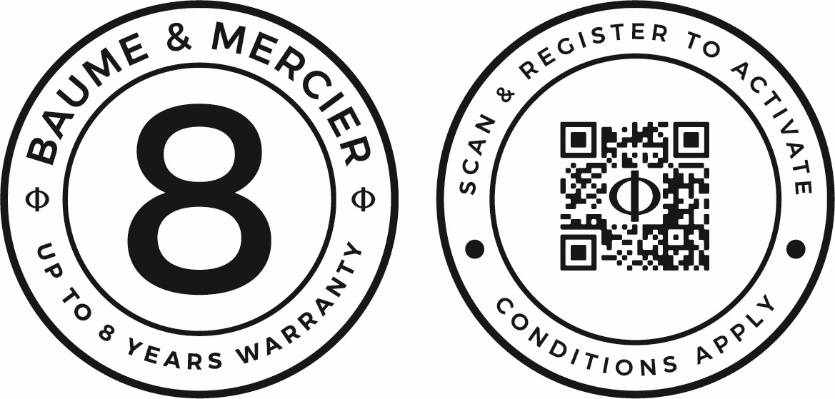 BAUME & MERCIER
8
Φ Φ
UP TO 8 YEARS WARRANTY
SCAN & REGISTER TO ACTIVATE
Φ
CONDITIONS APPLY